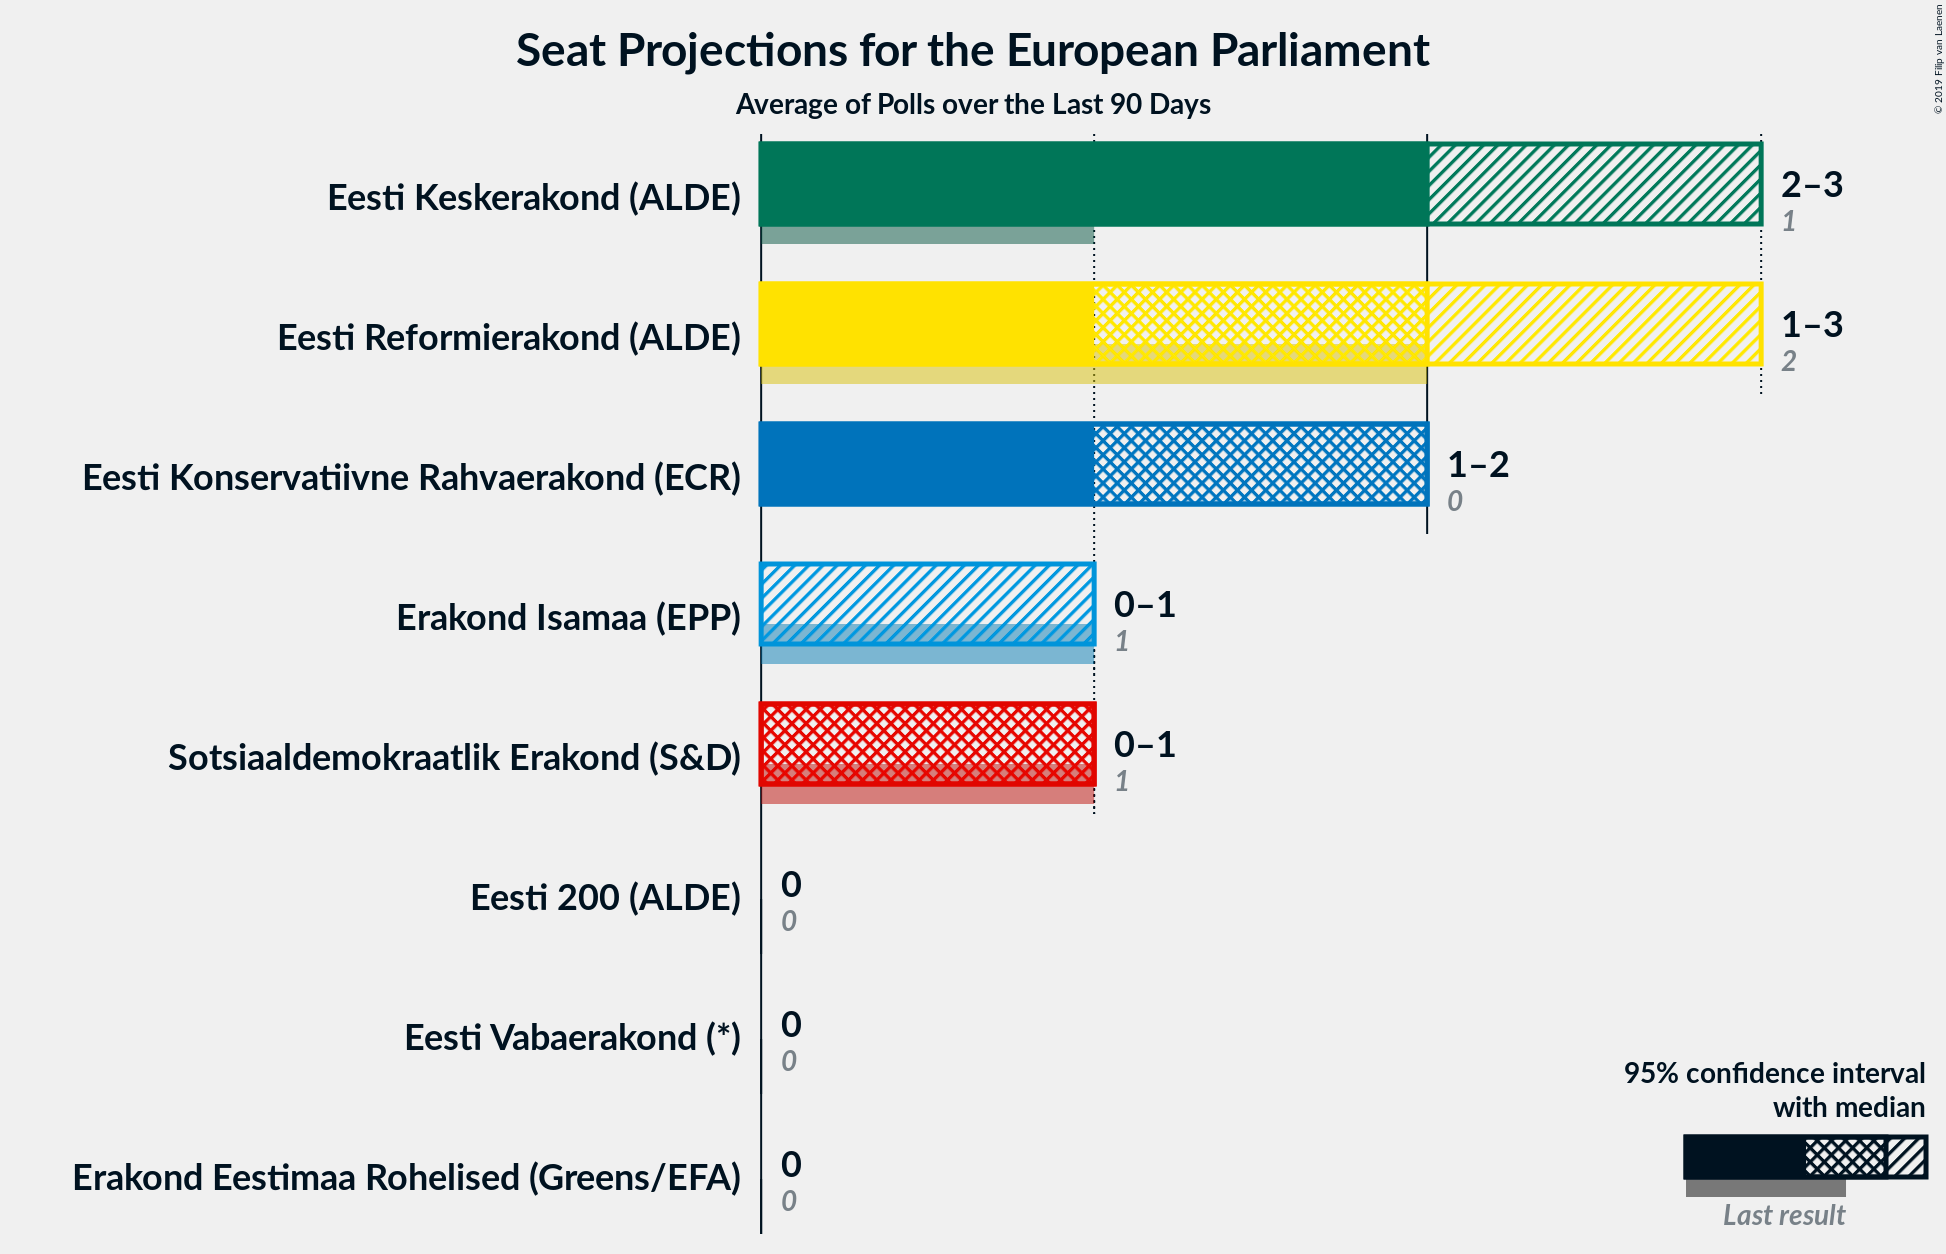 Seat Projections for the European Parliament
Average of Polls over the Last 90 Days
© 2019 Filip van Laenen
Eesti Keskerakond (ALDE)
2–3
1
Eesti Reformierakond (ALDE)
1–3
2
Eesti Konservatiivne Rahvaerakond (ECR)
1–2
0
Erakond Isamaa (EPP)
0–1
1
Sotsiaaldemokraatlik Erakond (S&D)
0–1
1
Eesti 200 (ALDE)
0
0
Eesti Vabaerakond (*)
0
0
Erakond Eestimaa Rohelised (Greens/EFA)
0
0
95% confidence interval
with median
Last result